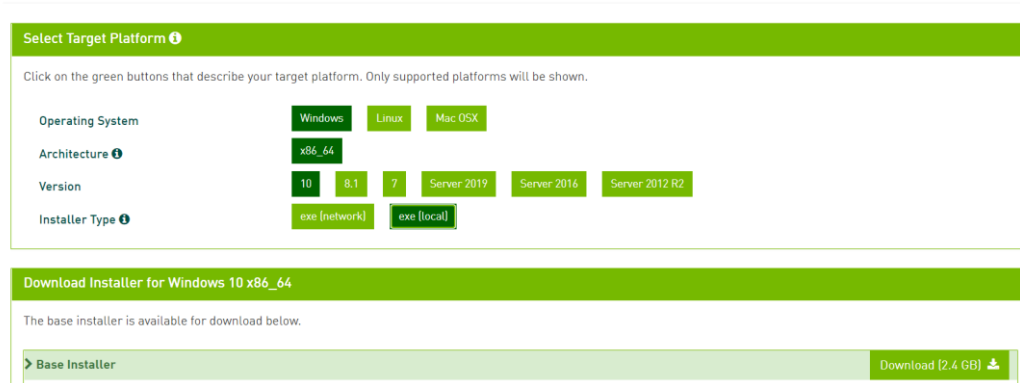 Select Target Platform
Click on the green buttons that describe your target platform. Only supported platforms will be shown.
Operating System Windows Linux Mac OSX
Architecture x86_64
Version 10 8.1 7 Server 2019 Server 2016 Server 2012 R2
Installer Type exe (network) exe (local)
Download Installer for Windows 10 x86_64
The base installer is available for download below.
Base Installer Download (2.4 GB)